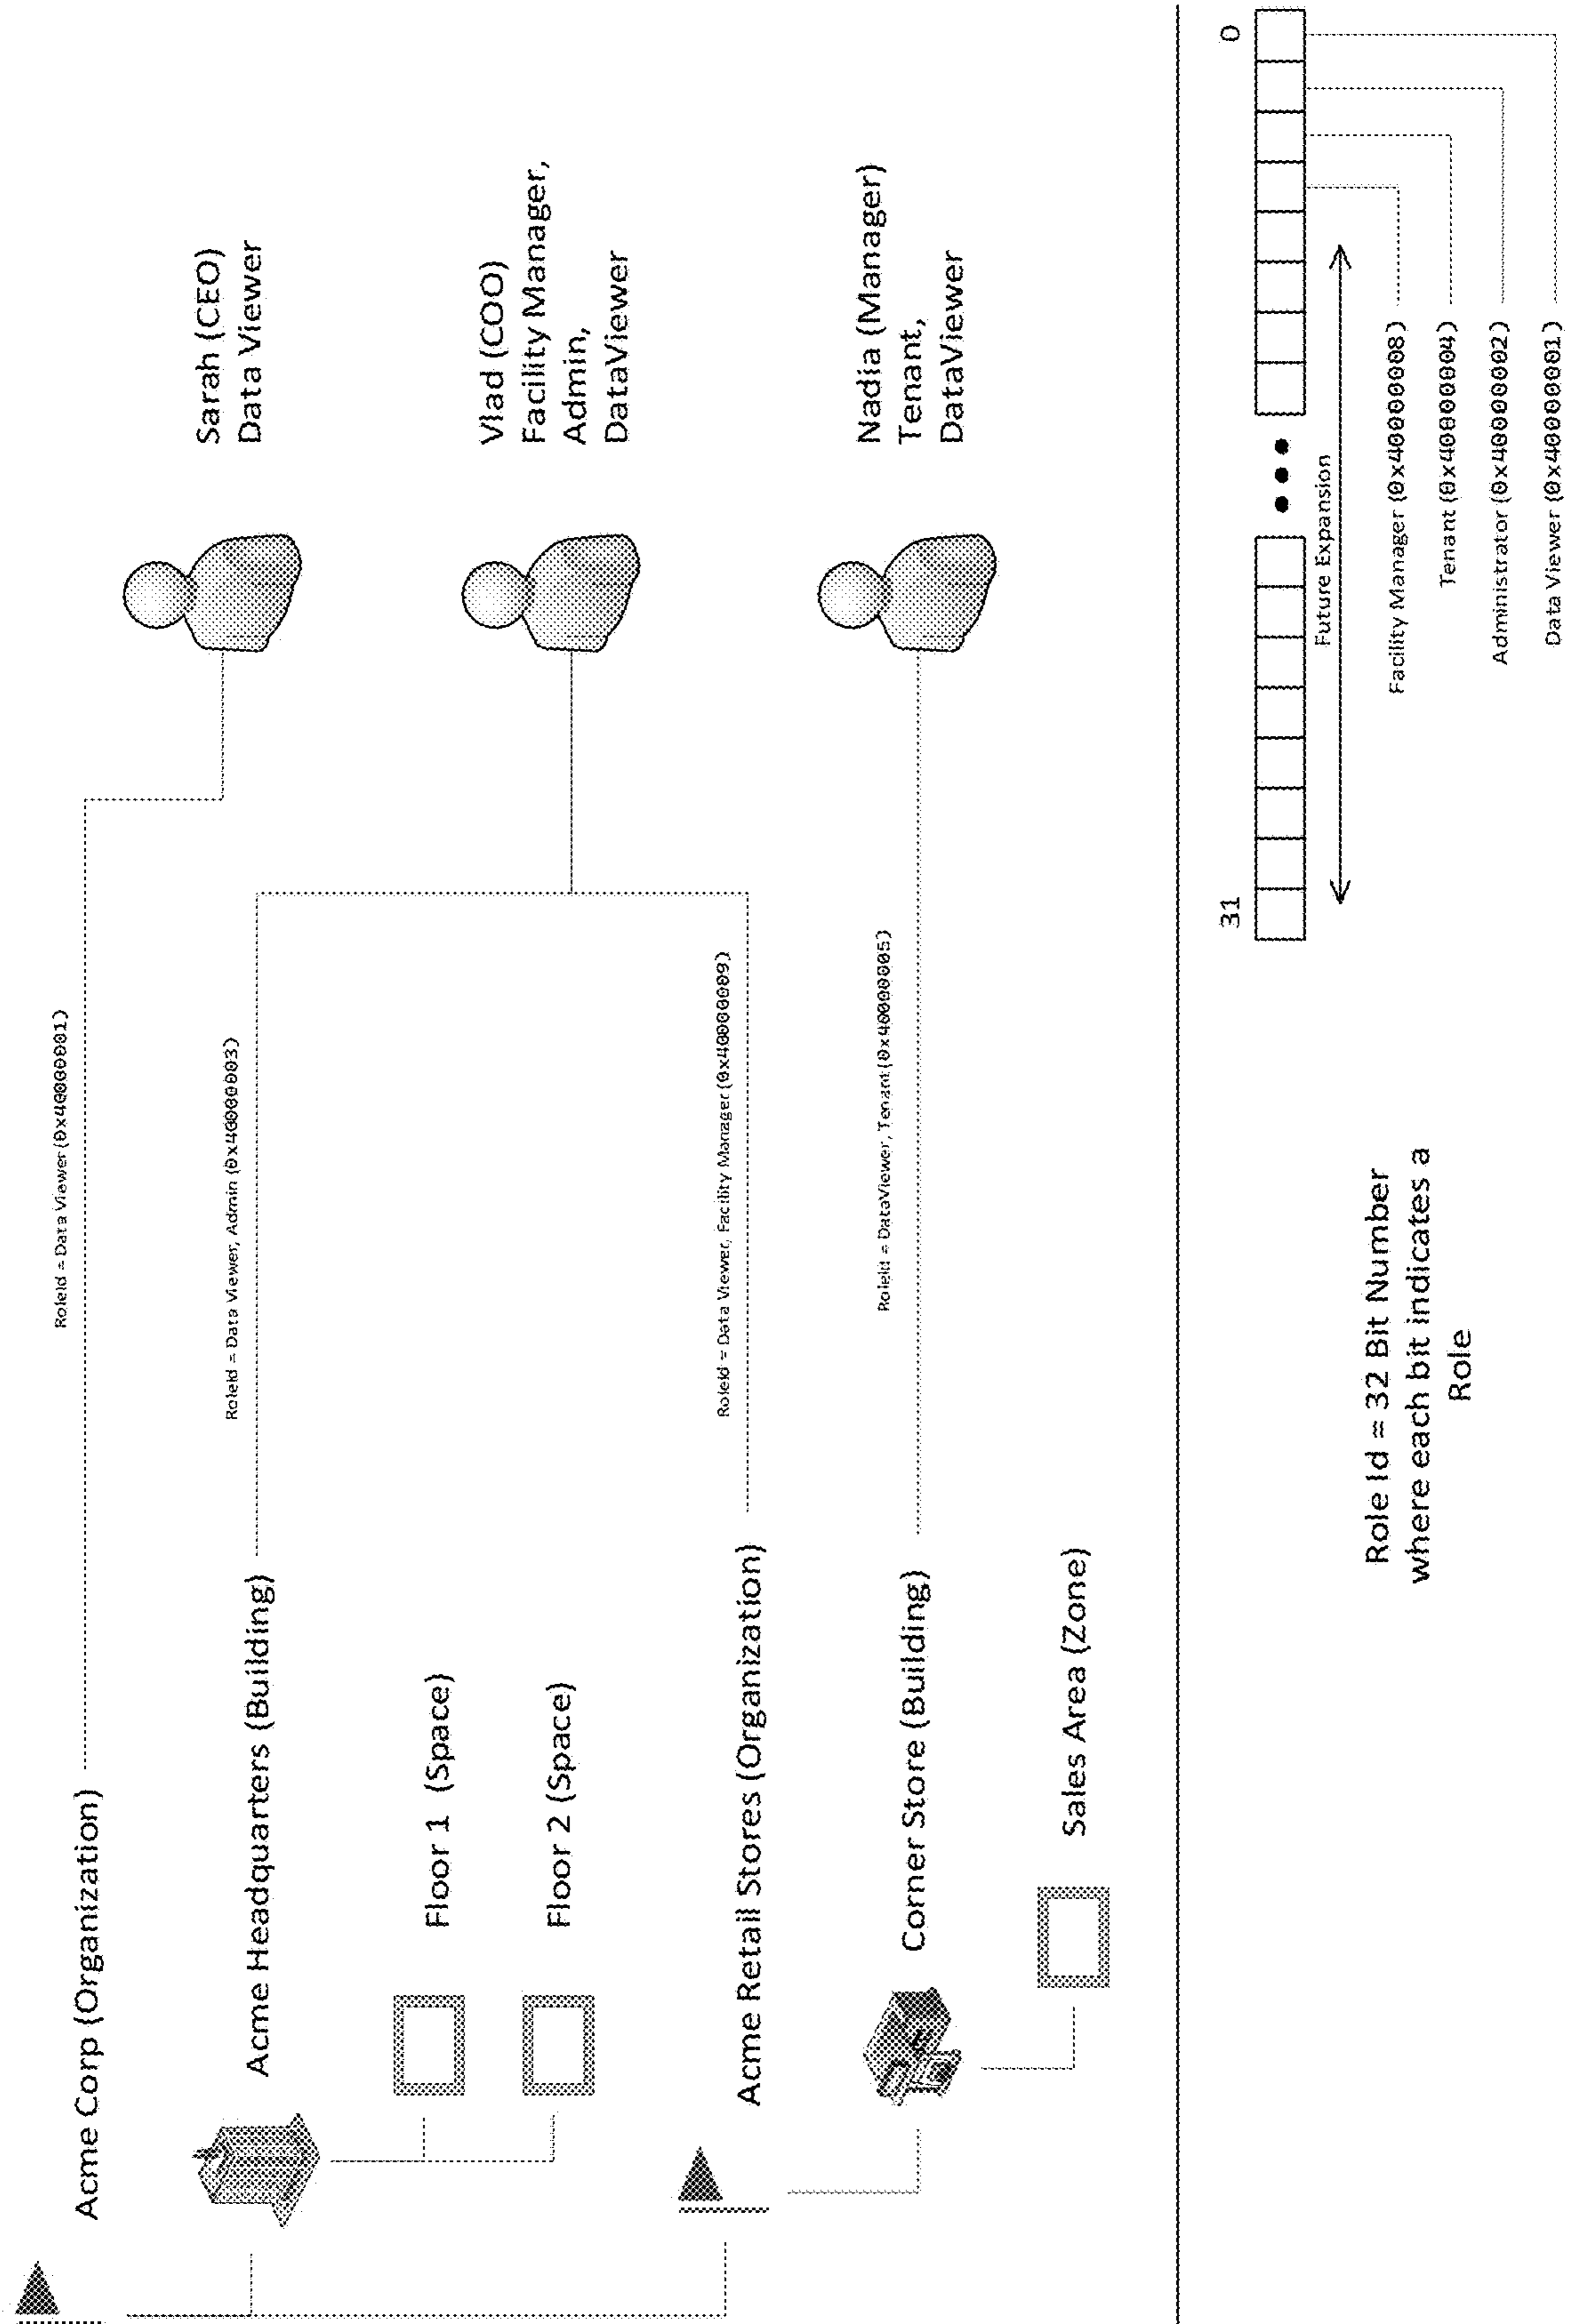 RoleId = Data Viewer (0x40000001)
Acme Corp (Organization)
Sarah (CEO)
Data Viewer
RoleId = Data Viewer, Admin (0x40000003)
Acme Headquarters (Building)
Floor 1 (Space)
Vlad (COO)
Facility Manager,
Admin,
DataViewer
Floor 2 (Space)
RoleId = Data Viewer, Facility Manager (0x40000009)
Acme Retail Stores (Organization)
RoleId = DataViewer, Tenant (0x40000005)
Corner Store (Building)
Nadia (Manager)
Tenant,
DataViewer
Sales Area (Zone)
31
0
Future Expansion
Role Id = 32 Bit Number
where each bit indicates a
Role
Facility Manager (0x40000008)
Tenant (0x40000004)
Administrator (0x40000002)
Data Viewer (0x40000001)